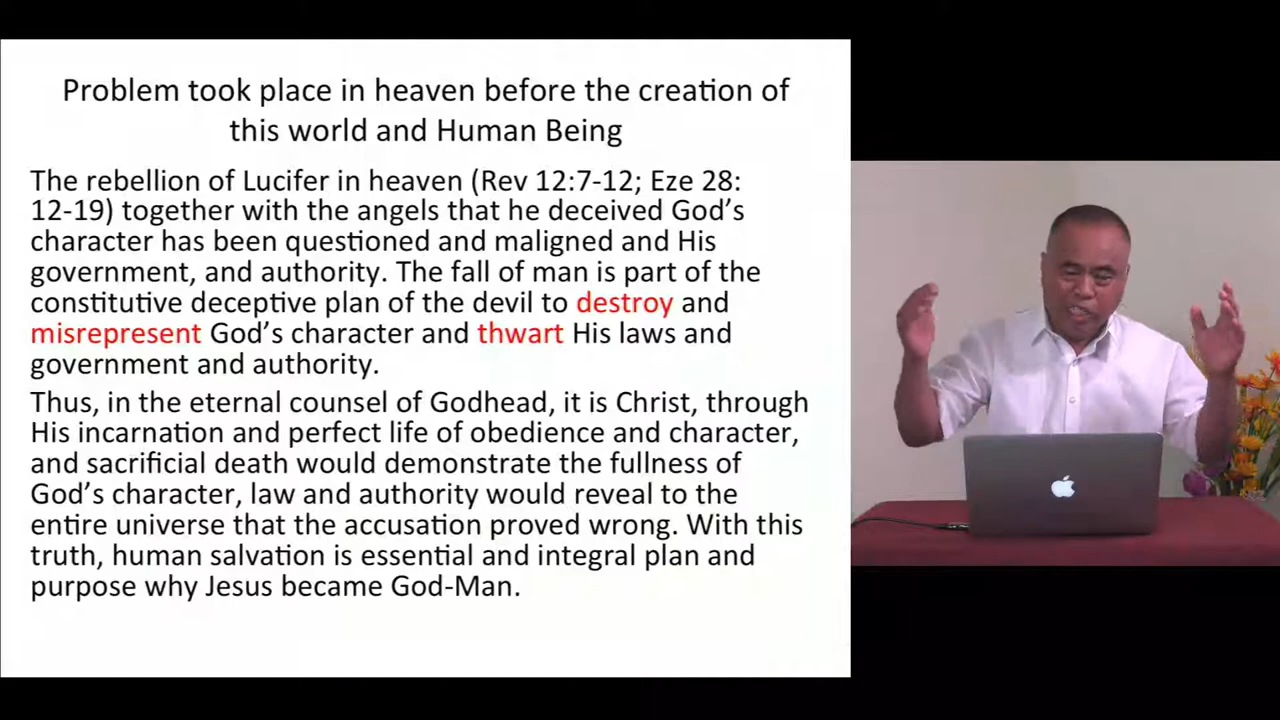 Problem took place in heaven before the creation of
this world and Human Being
The rebellion of Lucifer in heaven (Rev 12:7-12; Eze 28:
12-19) together with the angels that he deceived God’s
character has been questioned and maligned and His
government, and authority. The fall of man is part of the
constitutive deceptive plan of the devil to destroy and
misrepresent God’s character and thwart His laws and
government and authority.
Thus, in the eternal counsel of Godhead, it is Christ, through
His incarnation and perfect life of obedience and character,
and sacrificial death would demonstrate the fullness of
God’s character, law and authority would reveal to the
entire universe that the accusation proved wrong. With this
truth, human salvation is essential and integral plan and
purpose why Jesus became God-Man.